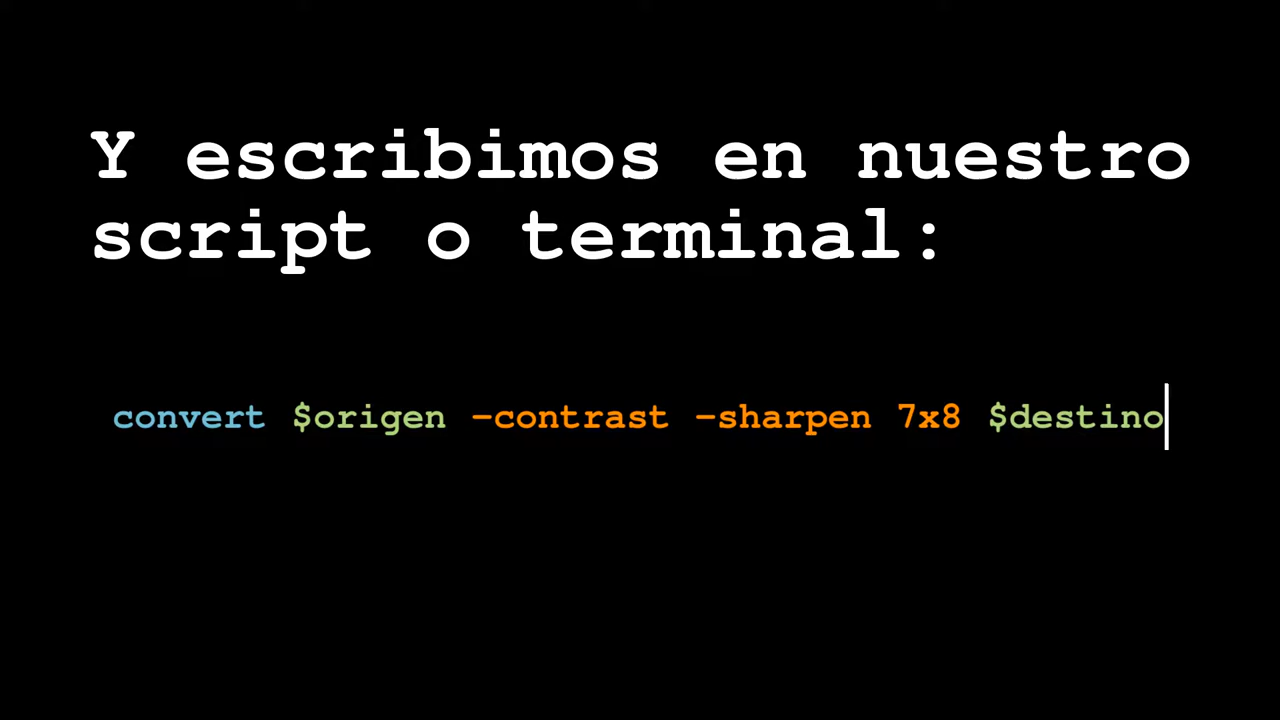 Y escribimos en nuestro
script o terminal:
convert $origen –contrast –sharpen 7x8 $destino